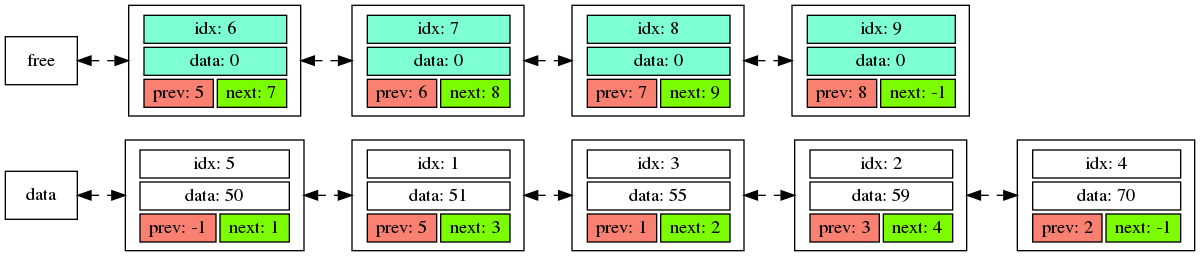 free
idx: 6
data: 0
prev: 5 next: 7
idx: 7
data: 0
prev: 6 next: 8
idx: 8
data: 0
prev: 7 next: 9
idx: 9
data: 0
prev: 8 next: -1
data
idx: 5
data: 50
prev: -1 next: 1
idx: 1
data: 51
prev: 5 next: 3
idx: 3
data: 55
prev: 1 next: 2
idx: 2
data: 59
prev: 3 next: 4
idx: 4
data: 70
prev: 2 next: -1